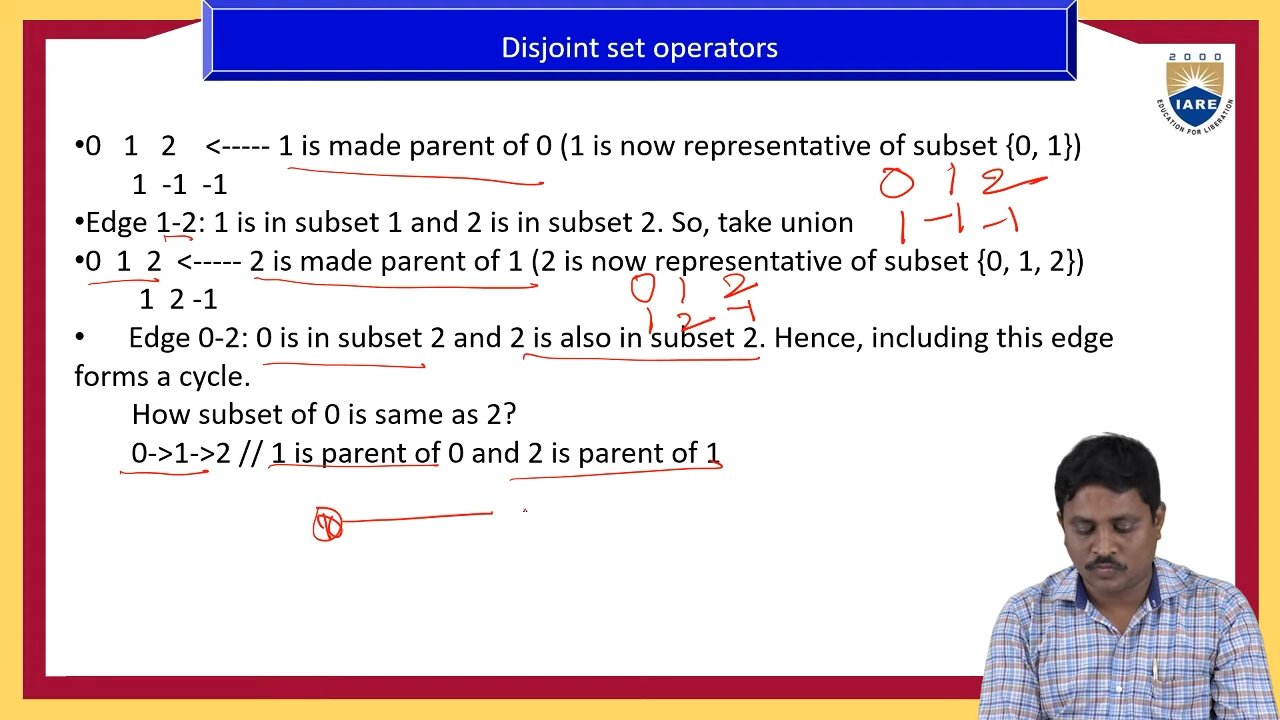 Disjoint set operators
2000
IARE
EDUCATION FOR LIBERATION
•0 1 2 <----- 1 is made parent of 0 (1 is now representative of subset {0, 1})
1 -1 -1
0 1 2
1 -1 -1
•Edge 1-2: 1 is in subset 1 and 2 is in subset 2. So, take union
•0 1 2 <----- 2 is made parent of 1 (2 is now representative of subset {0, 1, 2})
1 2 -1
0 1 2
1 2 -1
• Edge 0-2: 0 is in subset 2 and 2 is also in subset 2. Hence, including this edge
forms a cycle.
How subset of 0 is same as 2?
0->1->2 // 1 is parent of 0 and 2 is parent of 1